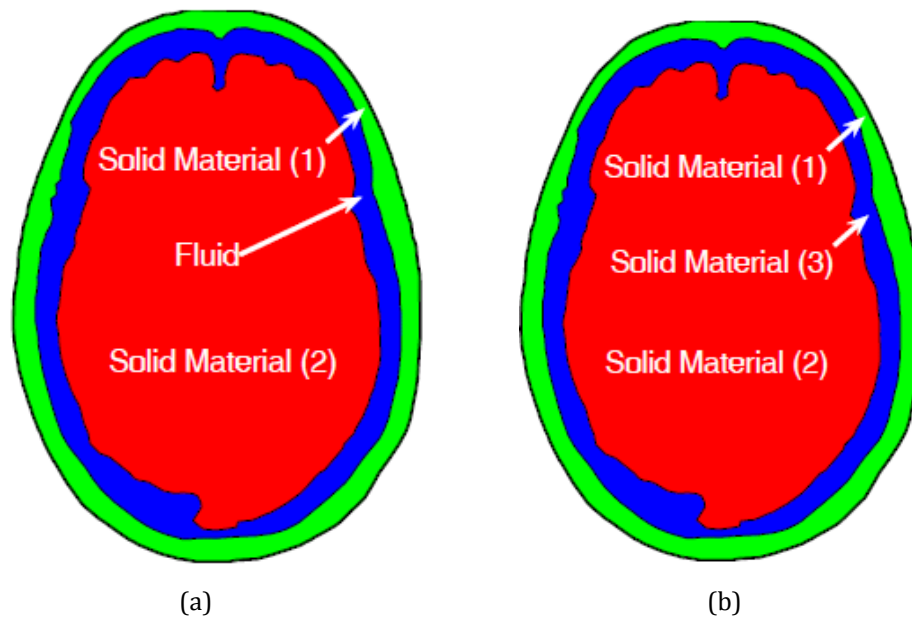 Solid Material (1)
Fluid
Solid Material (2)
(a)
Solid Material (1)
Solid Material (3)
Solid Material (2)
(b)